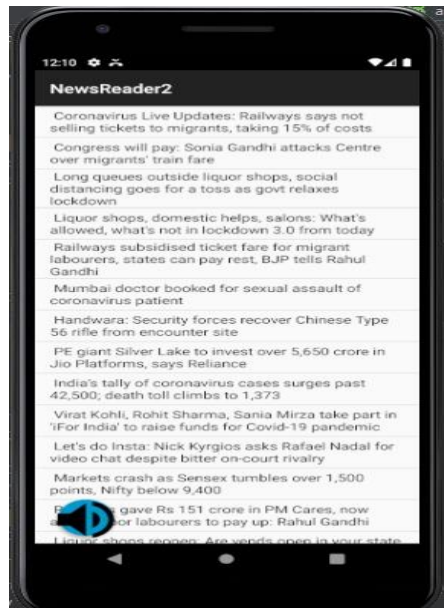 12:10
NewsReader2
Coronavirus Live Updates: Railways says not
selling tickets to migrants, taking 15% of costs
Congress will pay: Sonia Gandhi attacks Centre
over migrants' train fare
Long queues outside liquor shops, social
distancing goes for a toss as govt relaxes
lockdown
Liquor shops, domestic helps, salons: What's
allowed, what's not in lockdown 3.0 from today
Railways subsidised ticket fare for migrant
labourers, states can pay rest, BJP tells Rahul
Gandhi
Mumbai doctor booked for sexual assault of
coronavirus patient
Handwara: Security forces recover Chinese Type
56 rifle from encounter site
PE giant Silver Lake to invest over 5,650 crore in
Jio Platforms, says Reliance
India's tally of coronavirus cases surges past
42,500; death toll climbs to 1,373
Virat Kohli, Rohit Sharma, Sania Mirza take part in
'iFor India' to raise funds for Covid-19 pandemic
Let's do Insta: Nick Kyrgios asks Rafael Nadal for
video chat despite bitter on-court rivalry
Markets crash as Sensex tumbles over 1,500
points, Nifty below 9,400
gave Rs 151 crore in PM Cares, now
labourers to pay up: Rahul Gandhi
Liquor shops reopen: Are vends open in your state